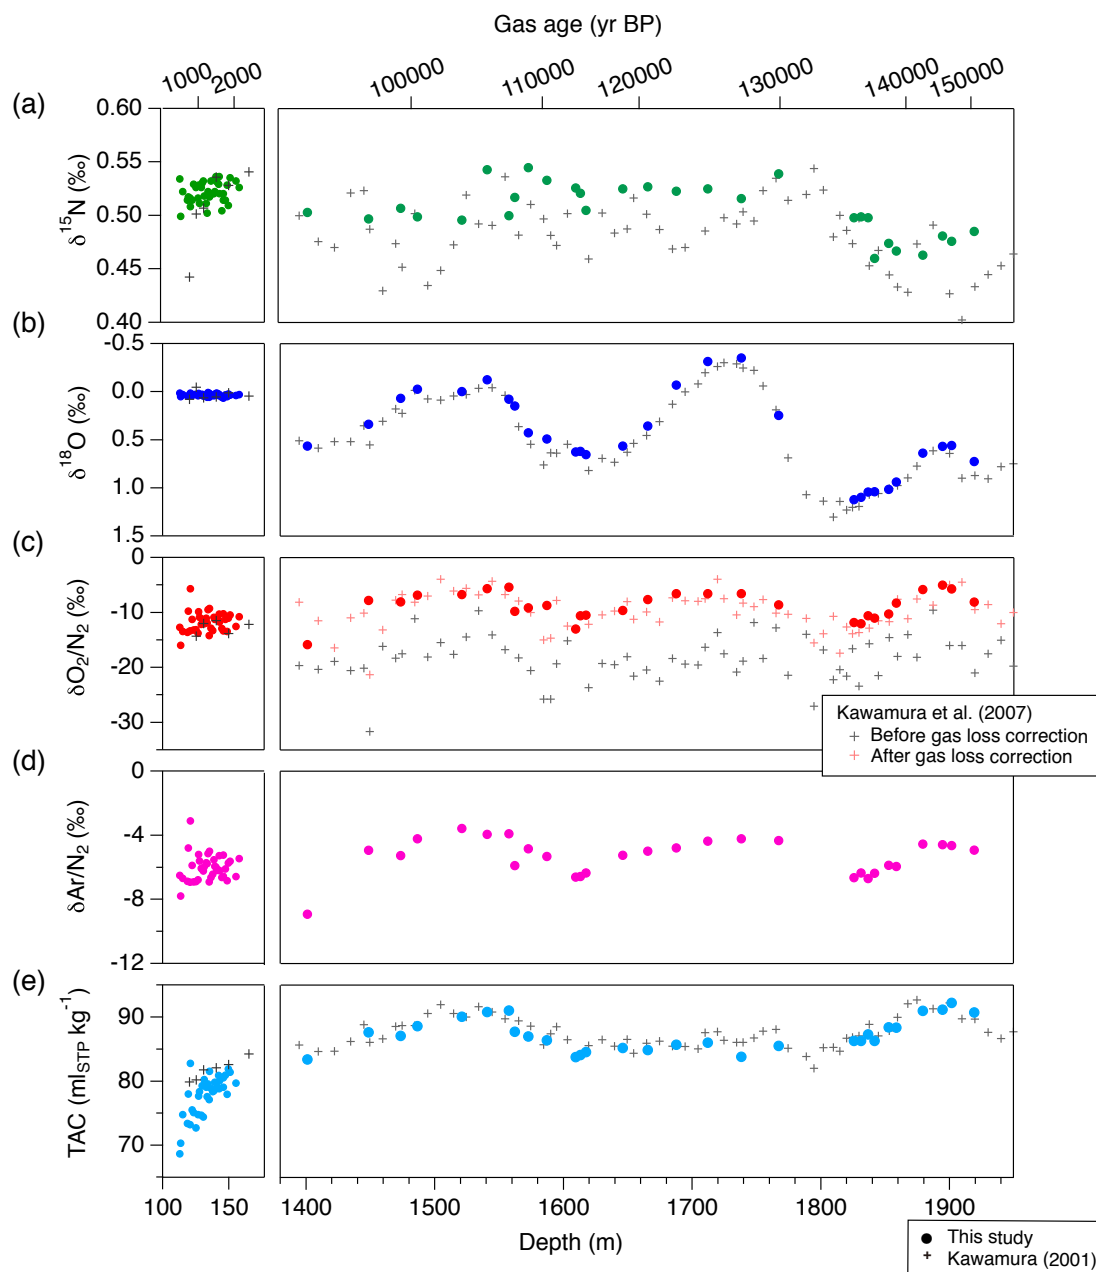 Gas age (yr BP)
1000 2000 100000 110000 120000 130000 140000 150000
(a)
δ¹⁵N (‰)
0.60
0.55
0.50
0.45
0.40
(b)
δ¹⁸O (‰)
-0.5
0.0
0.5
1.0
1.5
(c)
δO₂/N₂ (‰)
0
-10
-20
-30
Kawamura et al. (2007)
+ Before gas loss correction
+ After gas loss correction
(d)
δAr/N₂ (‰)
0
-4
-8
-12
(e)
TAC (ml_STP kg⁻¹)
90
80
70
100 150 1400 1500 1600 1700 1800 1900
Depth (m)
● This study
+ Kawamura (2001)